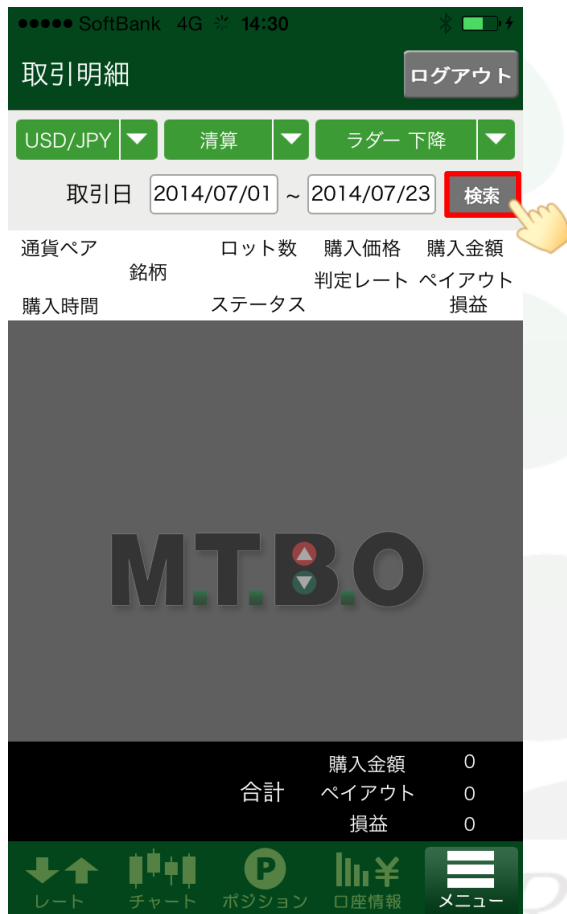 SoftBank 4G 14:30
取引明細 ログアウト
USD/JPY 清算 ラダー 下降
取引日 2014/07/01 ~ 2014/07/23 検索
通貨ペア ロット数 購入価格 購入金額
銘柄 判定レート ペイアウト
購入時間 ステータス 損益
M.T.B.O
購入金額 0
合計 ペイアウト 0
損益 0
P
レート チャート ポジション 口座情報 メニュー